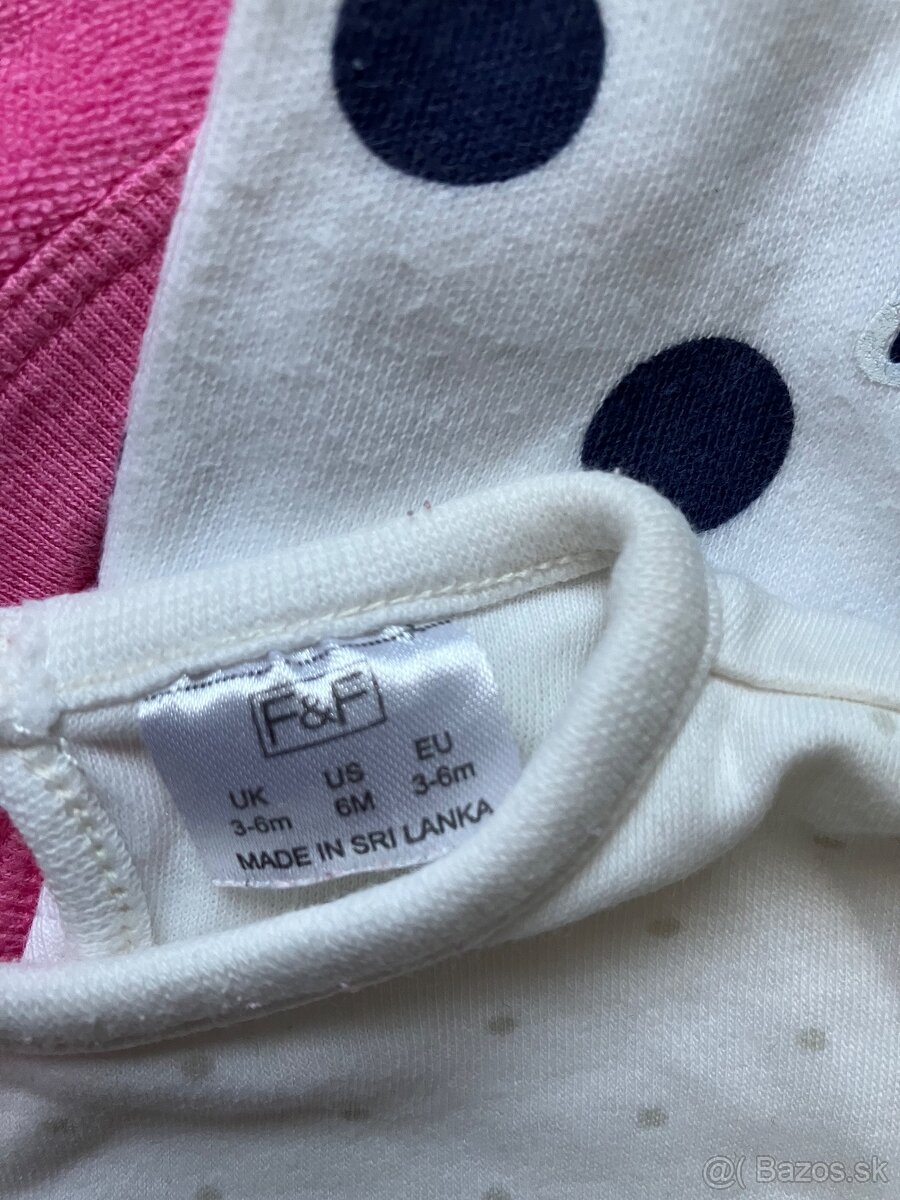 F&F
UK US EU
3-6m 6M 3-6m
MADE IN SRI LANKA
@( Bazos.sk